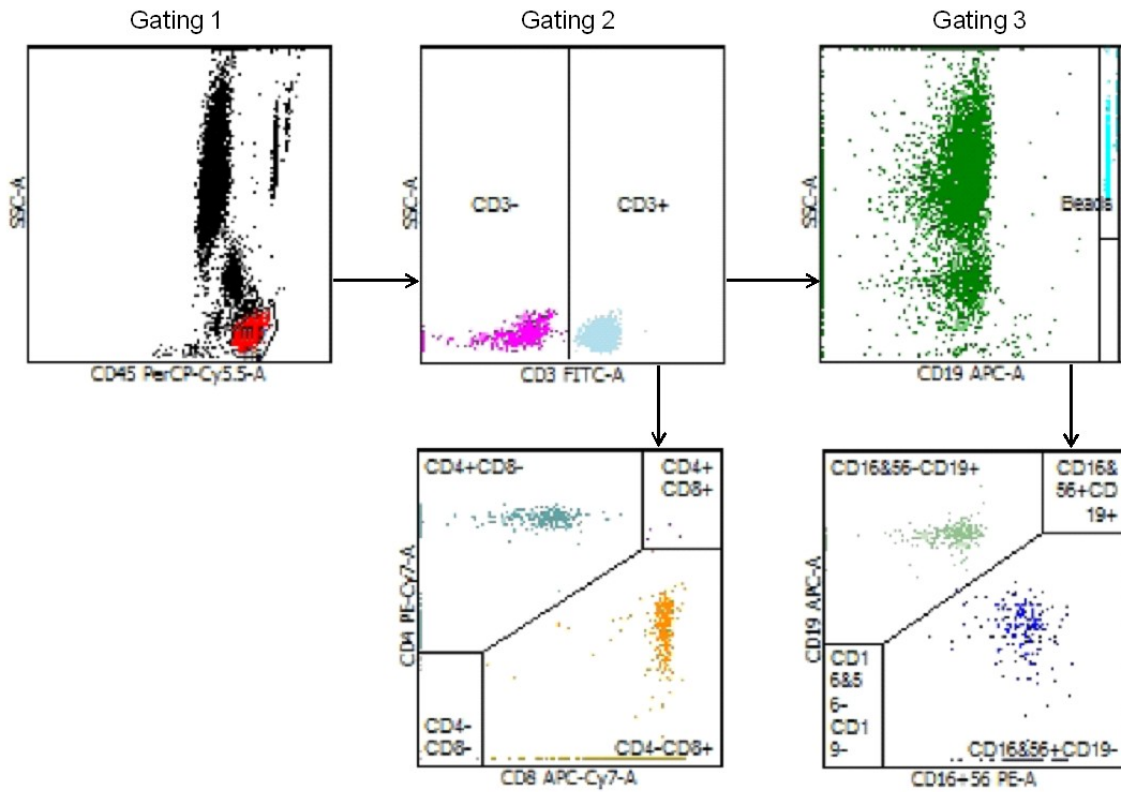 Gating 1
Gating 2
Gating 3
SSC-A
CD45 PerCP-Cy5.5-A
SSC-A
CD3-
CD3+
CD3 FITC-A
SSC-A
Beads
CD19 APC-A
CD4+CD8-
CD4+
CD8+
CD4 PE-Cy7-A
CD4-
CD8-
CD4-CD8+
CD8 APC-Cy7-A
CD16&56-CD19+
CD16&
56+CD
19+
CD19 APC-A
CD1
6&5
6-
CD1
9-
CD16&56+CD19-
CD16+56 PE-A